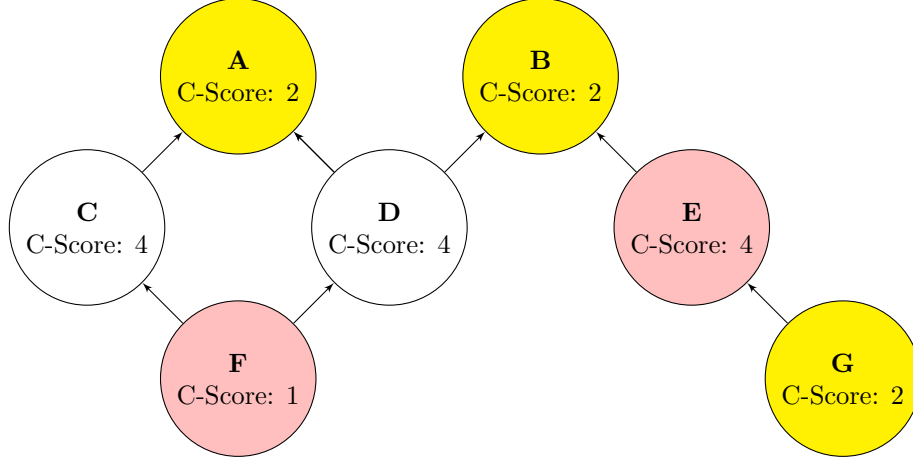 A
C-Score: 2
B
C-Score: 2
C
C-Score: 4
D
C-Score: 4
E
C-Score: 4
F
C-Score: 1
G
C-Score: 2